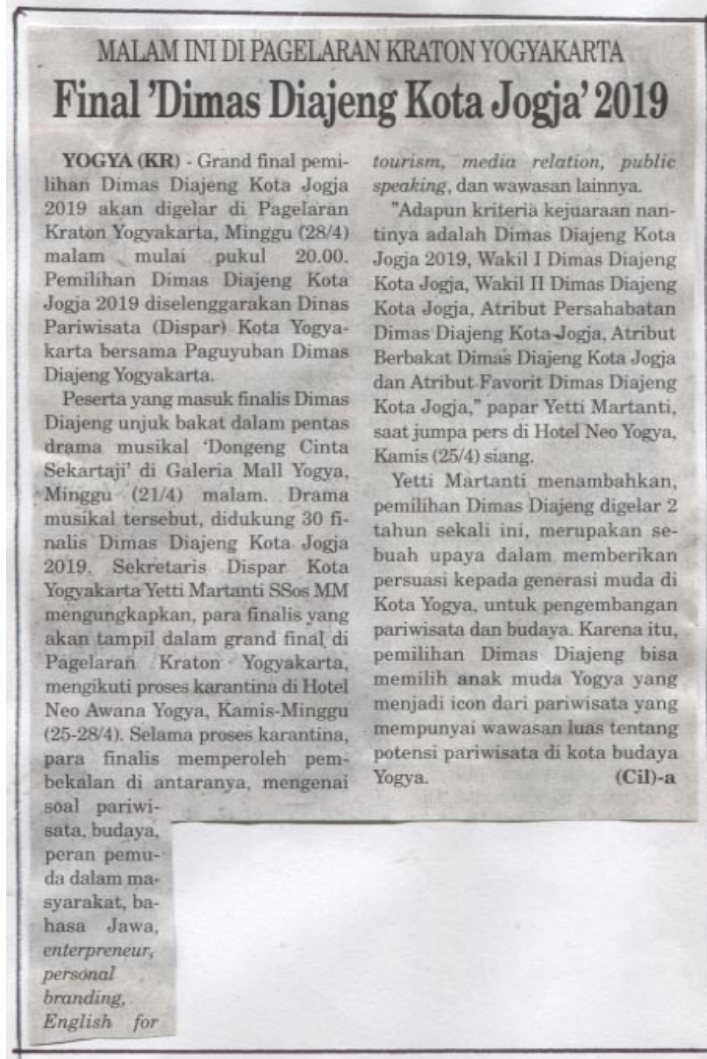 MALAM INI DI PAGELARAN KRATON YOGYAKARTA
Final 'Dimas Diajeng Kota Jogja' 2019
YOGYA (KR) - Grand final pemi-
lihan Dimas Diajeng Kota Jogja
2019 akan digelar di Pagelaran
Kraton Yogyakarta, Minggu (28/4)
malam mulai pukul 20.00.
Pemilihan Dimas Diajeng Kota
Jogja 2019 diselenggarakan Dinas
Pariwisata (Dispar) Kota Yogya-
karta bersama Paguyuban Dimas
Diajeng Yogyakarta.
Peserta yang masuk finalis Dimas
Diajeng unjuk bakat dalam pentas
drama musikal 'Dongeng Cinta
Sekartaji' di Galeria Mall Yogya,
Minggu (21/4) malam. Drama
musikal tersebut, didukung 30 fi-
nalis Dimas Diajeng Kota Jogja
2019. Sekretaris Dispar Kota
Yogyakarta Yetti Martanti SSos MM
mengungkapkan, para finalis yang
akan tampil dalam grand final di
Pagelaran Kraton Yogyakarta,
mengikuti proses karantina di Hotel
Neo Awana Yogya, Kamis-Minggu
(25-28/4). Selama proses karantina,
para finalis memperoleh pem-
bekalan di antaranya, mengenai
soal pariwi-
sata, budaya,
peran pemu-
da dalam ma-
syarakat, ba-
hasa Jawa,
enterpreneur,
personal
branding,
English for
tourism, media relation, public
speaking, dan wawasan lainnya.
"Adapun kriteria kejuaraan nan-
tinya adalah Dimas Diajeng Kota
Jogja 2019, Wakil I Dimas Diajeng
Kota Jogja, Wakil II Dimas Diajeng
Kota Jogja, Atribut Persahabatan
Dimas Diajeng Kota Jogja, Atribut
Berbakat Dimas Diajeng Kota Jogja
dan Atribut Favorit Dimas Diajeng
Kota Jogja," papar Yetti Martanti,
saat jumpa pers di Hotel Neo Yogya,
Kamis (25/4) siang.
Yetti Martanti menambahkan,
pemilihan Dimas Diajeng digelar 2
tahun sekali ini, merupakan se-
buah upaya dalam memberikan
persuasi kepada generasi muda di
Kota Yogya, untuk pengembangan
pariwisata dan budaya. Karena itu,
pemilihan Dimas Diajeng bisa
memilih anak muda Yogya yang
menjadi icon dari pariwisata yang
mempunyai wawasan luas tentang
potensi pariwisata di kota budaya
Yogya. (Cil)-a